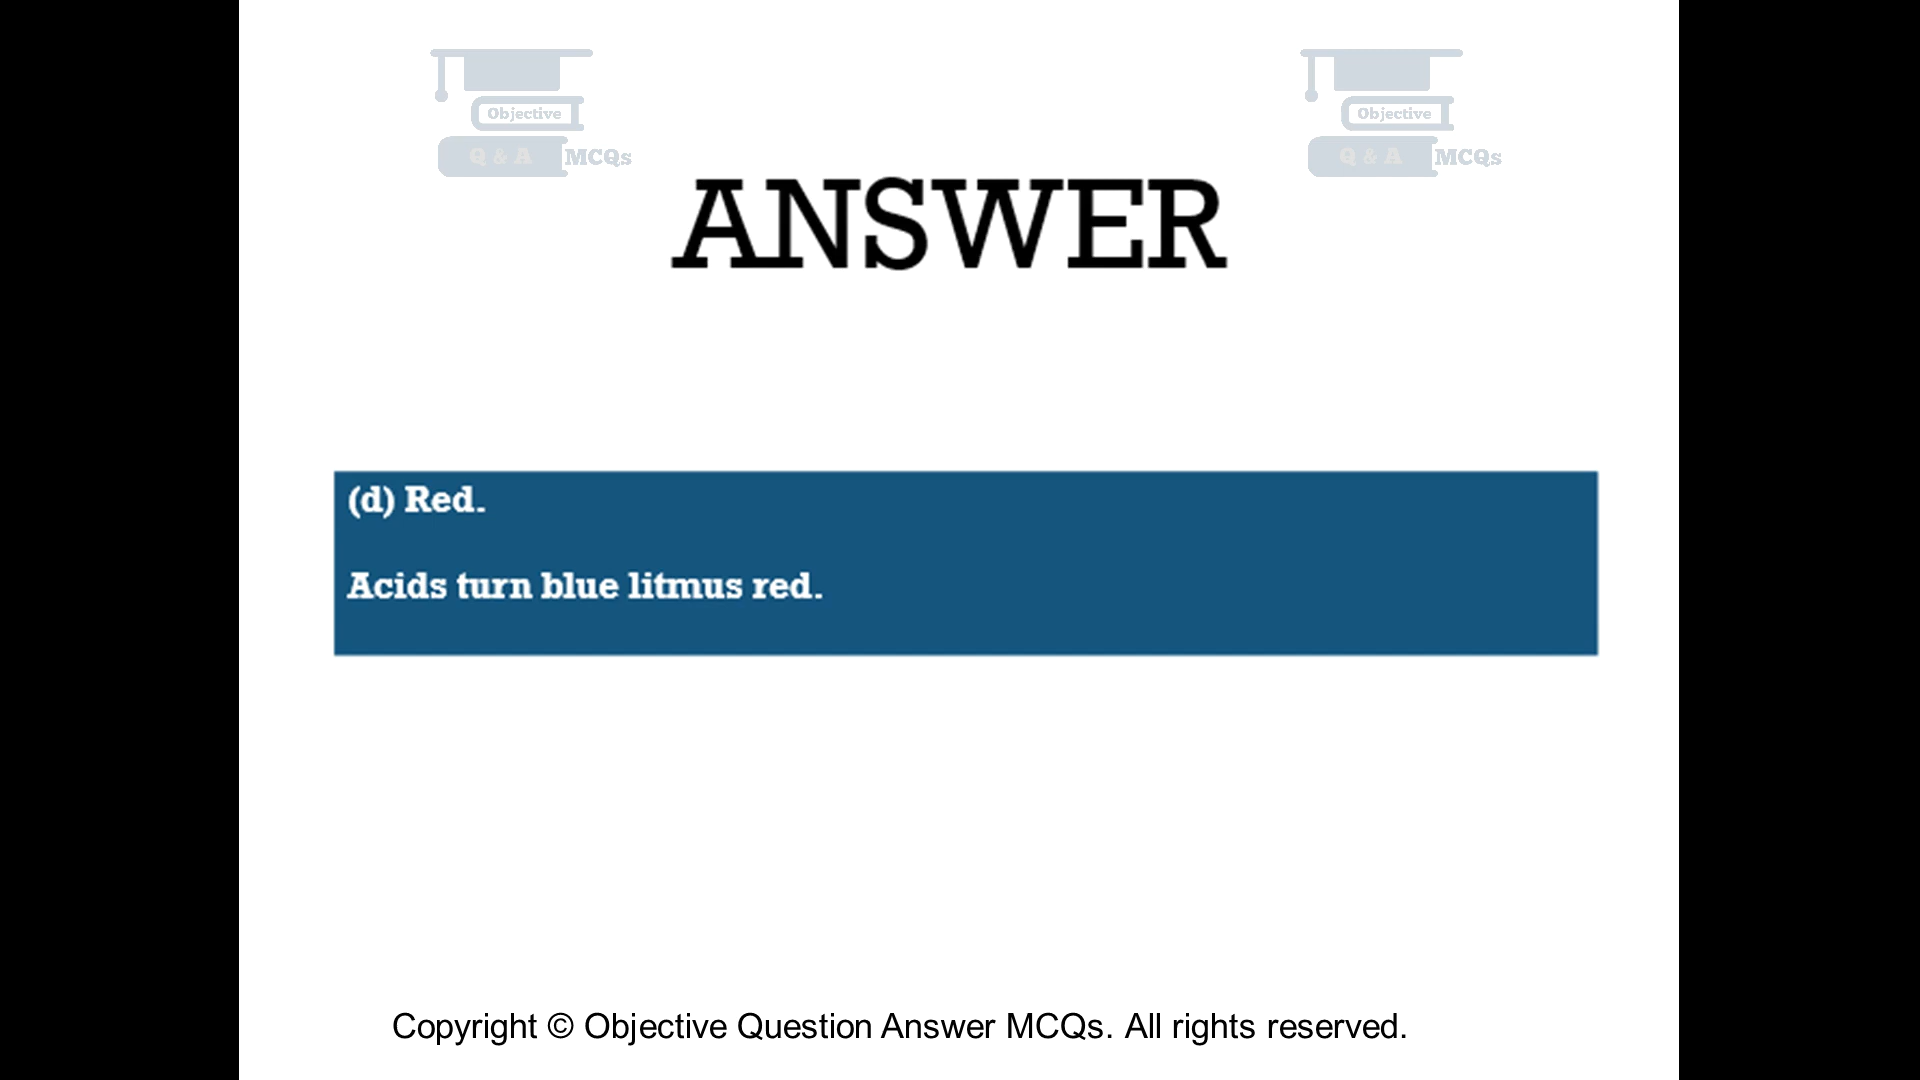 Objective
Q & A MCQs
Objective
Q & A MCQs
ANSWER
(d) Red.
Acids turn blue litmus red.
Copyright © Objective Question Answer MCQs. All rights reserved.